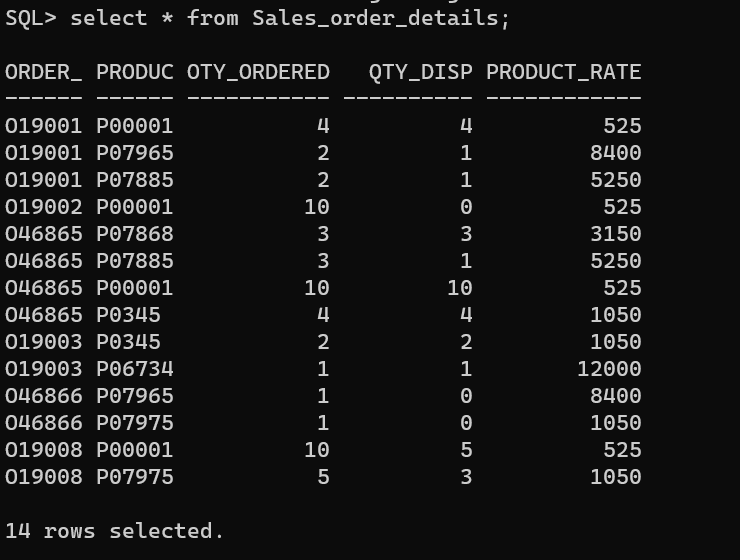 SQL> select * from Sales_order_details;
ORDER_ PRODUC OTY_ORDERED   QTY_DISP PRODUCT_RATE
------ ------ ----------- ---------- ------------
O19001 P00001           4          4          525
O19001 P07965           2          1         8400
O19001 P07885           2          1         5250
O19002 P00001          10          0          525
O46865 P07868           3          3         3150
O46865 P07885           3          1         5250
O46865 P00001          10         10          525
O46865 P0345            4          4         1050
O19003 P0345            2          2         1050
O19003 P06734           1          1        12000
O46866 P07965           1          0         8400
O46866 P07975           1          0         1050
O19008 P00001          10          5          525
O19008 P07975           5          3         1050
14 rows selected.